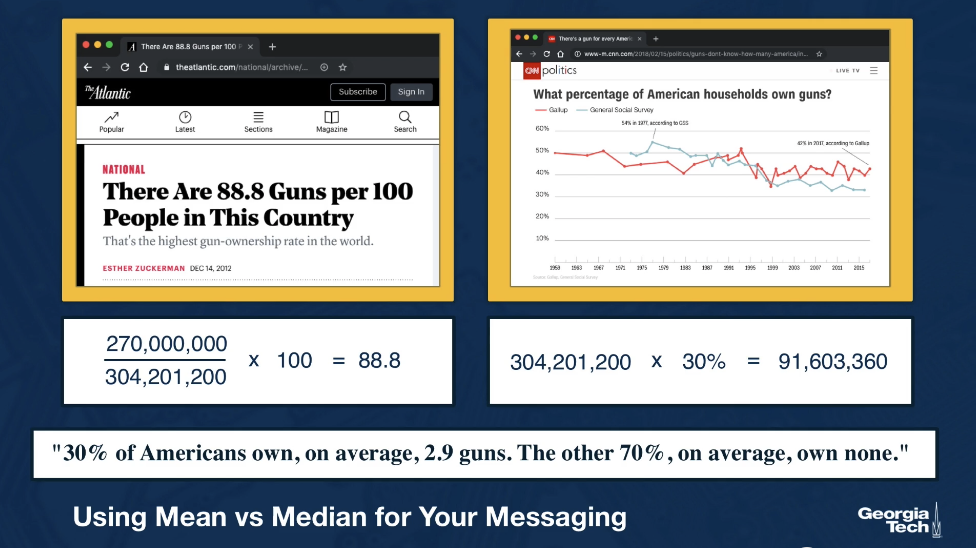 There Are 88.8 Guns per 100
theatlantic.com/national/archive/...
The Atlantic
Subscribe
Sign In
Popular
Latest
Sections
Magazine
Search
NATIONAL
There Are 88.8 Guns per 100
People in This Country
That's the highest gun-ownership rate in the world.
ESTHER ZUCKERMAN DEC 14, 2012
There's a gun for every Americ
www-m.cnn.com/2018/02/15/politics/guns-dont-know-how-many-america/in...
CNN politics
LIVE TV
What percentage of American households own guns?
Gallup General Social Survey
54% in 1977, according to GSS
42% in 2017, according to Gallup
60%
50%
40%
30%
20%
10%
1959 1963 1967 1971 1975 1979 1983 1987 1991 1995 1999 2003 2007 2011 2015
270,000,000
304,201,200
x 100 = 88.8
304,201,200 x 30% = 91,603,360
"30% of Americans own, on average, 2.9 guns. The other 70%, on average, own none."
Using Mean vs Median for Your Messaging
Georgia
Tech